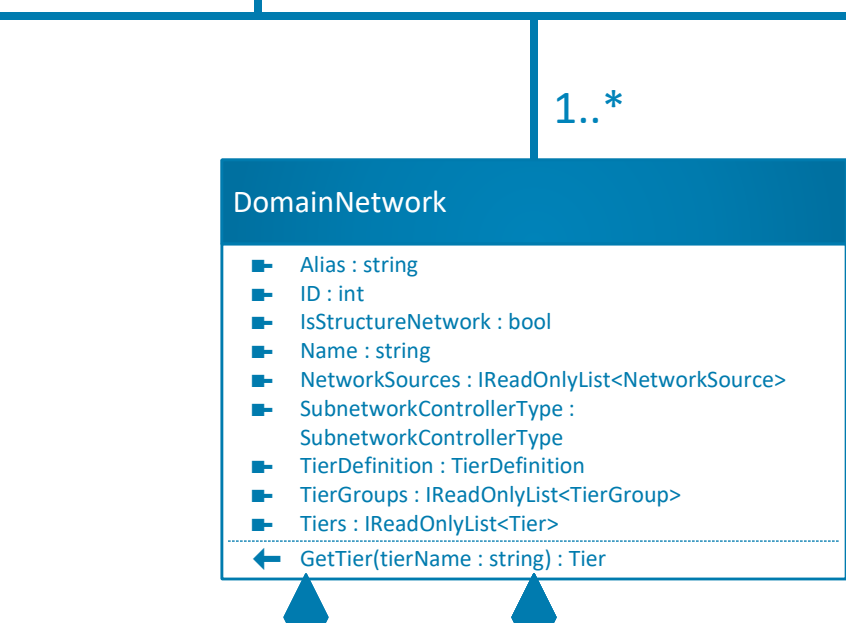 1..*
DomainNetwork
Alias : string
ID : int
IsStructureNetwork : bool
Name : string
NetworkSources : IReadOnlyList<NetworkSource>
SubnetworkControllerType :
SubnetworkControllerType
TierDefinition : TierDefinition
TierGroups : IReadOnlyList<TierGroup>
Tiers : IReadOnlyList<Tier>
GetTier(tierName : string) : Tier